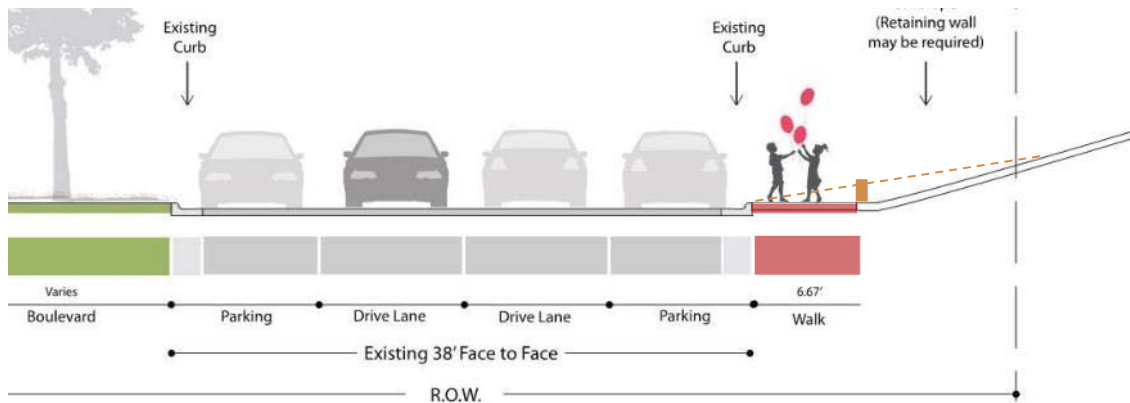 Existing
Curb
Existing
Curb
(Retaining wall
may be required)
Varies
6.67'
Boulevard
Parking
Drive Lane
Drive Lane
Parking
Walk
Existing 38' Face to Face
R.O.W.